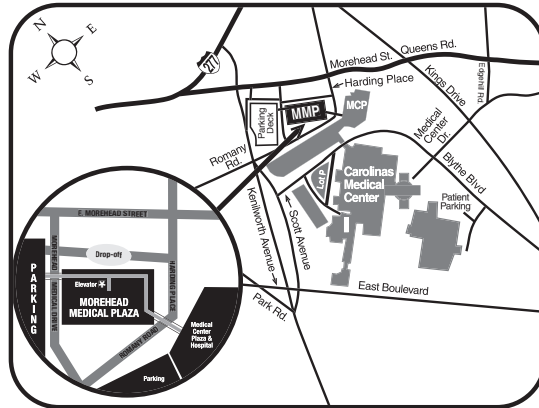 N
E
W
S
277
Morehead St.
Queens Rd.
Harding Place
Kings Drive
Edgehill Rd
MCP
MMP
Parking
Deck
Medical
Center
Dr.
Romany
Rd.
Blythe Blvd
Lot P
Carolinas
Medical
Center
Patient
Parking
Kenilworth Avenue
Scott Avenue
East Boulevard
Park Rd.
E. MOREHEAD STREET
Drop-off
MOREHEAD MEDICAL DRIVE
HARDING PLACE
PARKING
Elevator
MOREHEAD
MEDICAL PLAZA
ROMANY ROAD
Medical
Center
Plaza &
Hospital
Parking